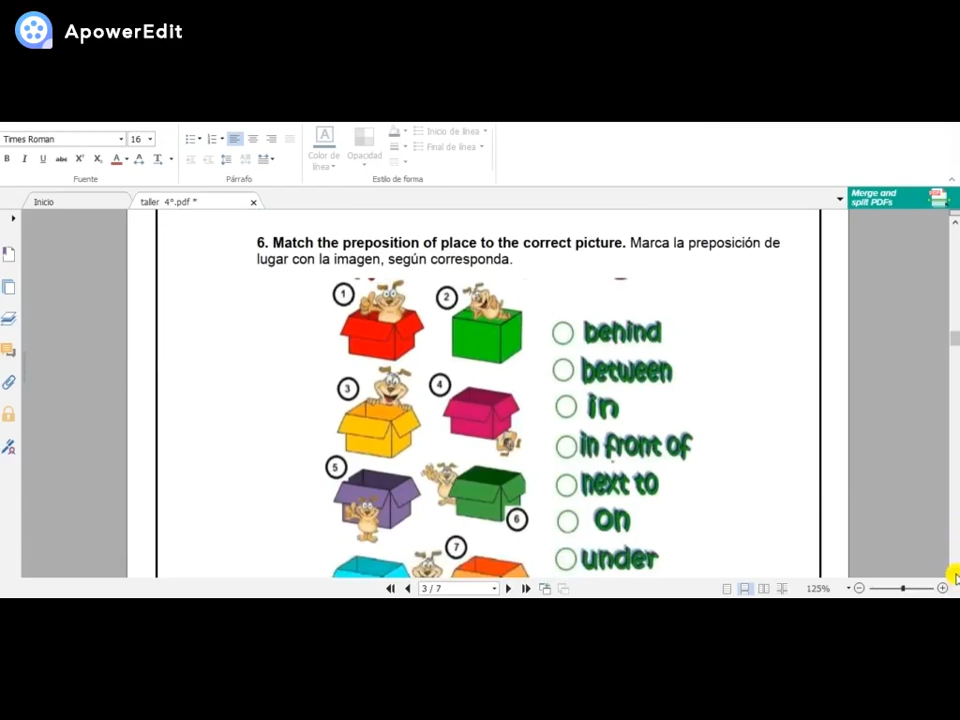 ApowerEdit
Times Roman
16
Inicio de línea
Final de línea
B I U abc X² X₂ A A T
Color de línea
Opacidad
Fuente
Párrafo
Estilo de forma
Inicio
taller 4°.pdf *
Merge and split PDFs
6. Match the preposition of place to the correct picture. Marca la preposición de
lugar con la imagen, según corresponda.
1
2
behind
between
3
4
in
in front of
5
next to
6
on
7
under
3 / 7
125%